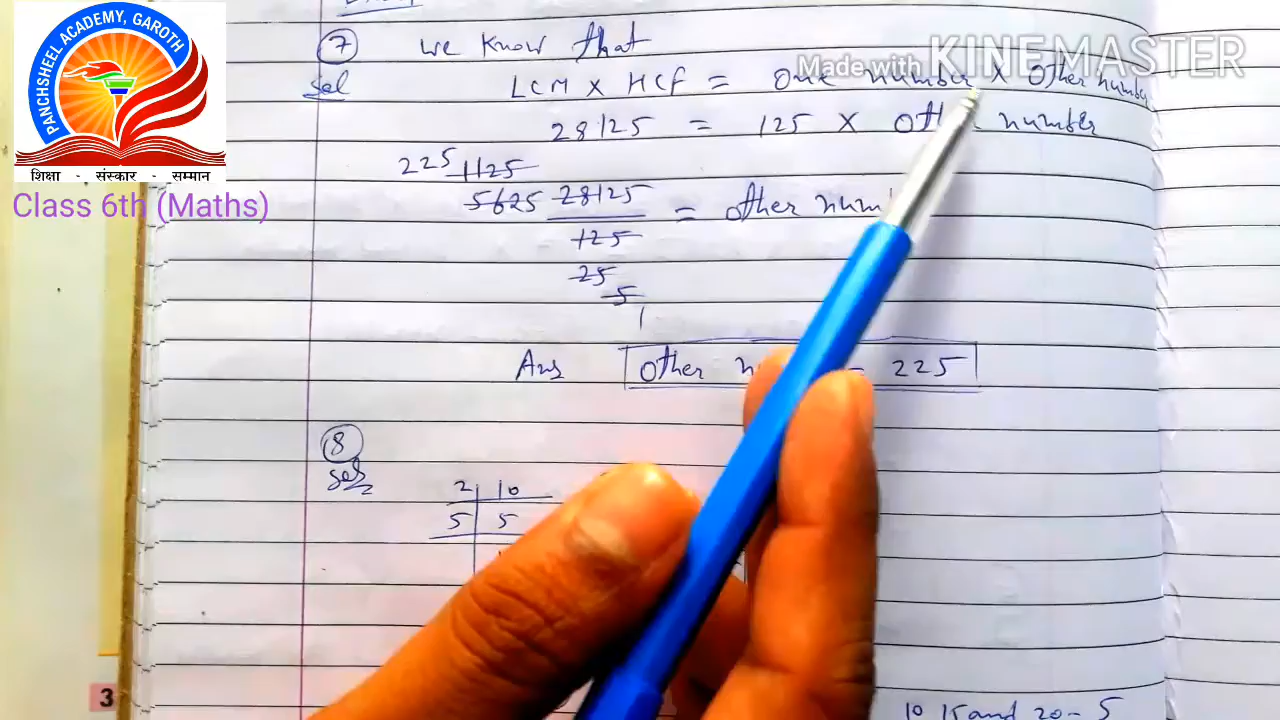 PANCHSHEEL ACADEMY, GAROTH
शिक्षा - संस्कार - सम्मान
Class 6th (Maths)
Made with KINEMASTER
7 We know that
Sol LCM x HCF = one number x other number
28125 = 125 x other number
225 1125
5625 28125 = other num
125
25
5
1
Ans other = 225
8
Sol
2 10
5 5
3
10 15 and 20 - 5